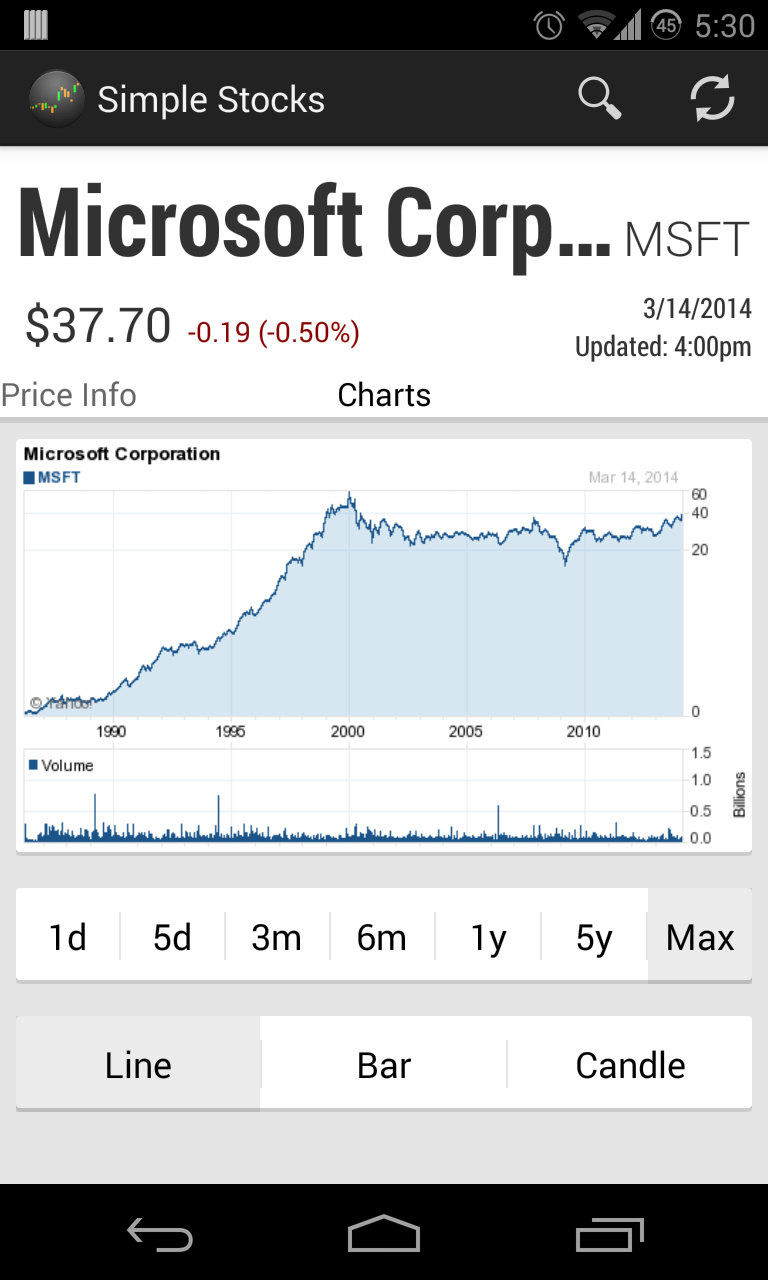 45 5:30
Simple Stocks
Microsoft Corp... MSFT
$37.70 -0.19 (-0.50%)
3/14/2014
Updated: 4:00pm
Price Info Charts
Microsoft Corporation
MSFT Mar 14, 2014
60
40
20
© Yahoo!
0
1990 1995 2000 2005 2010
Volume
1.5
1.0
0.5
0.0
Billions
1d 5d 3m 6m 1y 5y Max
Line Bar Candle